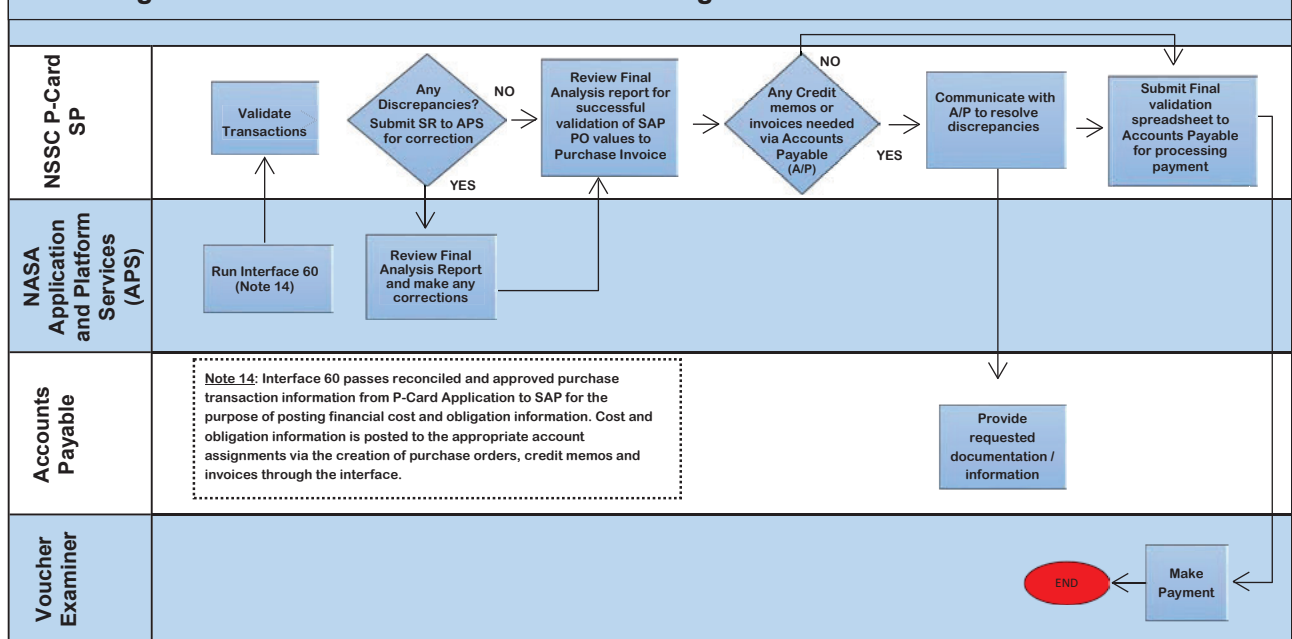 NSSC P-Card
SP
Validate
Transactions
Any
Discrepancies?
Submit SR to APS
for correction
NO
YES
Review Final
Analysis report for
successful
validation of SAP
PO values to
Purchase Invoice
Any Credit
memos or
invoices needed
via Accounts
Payable
(A/P)
NO
YES
Communicate with
A/P to resolve
discrepancies
Submit Final
validation
spreadsheet to
Accounts Payable
for processing
payment
NASA
Application
and Platform
Services
(APS)
Run Interface 60
(Note 14)
Review Final
Analysis Report
and make any
corrections
Accounts
Payable
Note 14: Interface 60 passes reconciled and approved purchase
transaction information from P-Card Application to SAP for the
purpose of posting financial cost and obligation information. Cost and
obligation information is posted to the appropriate account
assignments via the creation of purchase orders, credit memos and
invoices through the interface.
Provide
requested
documentation /
information
Voucher
Examiner
END
Make
Payment